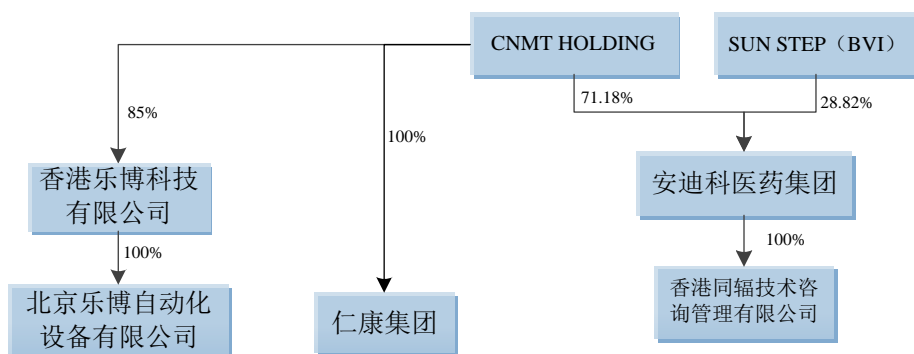 CNMT HOLDING
SUN STEP（BVI）
71.18%
28.82%
85%
100%
香港乐博科技
有限公司
安迪科医药集团
100%
100%
北京乐博自动化
设备有限公司
仁康集团
香港同辐技术咨
询管理有限公司